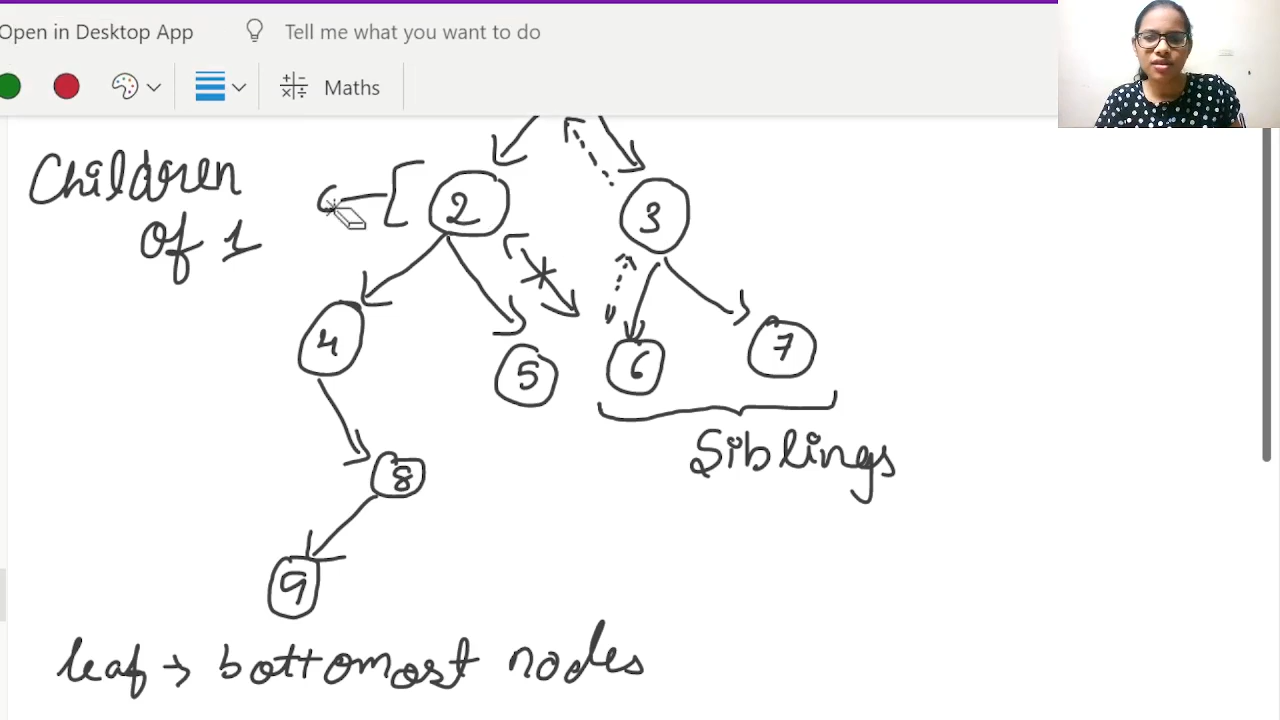 Open in Desktop App
Tell me what you want to do
Maths
Children
of 1
2
3
4
5
6
7
Siblings
8
9
leaf → bottomost nodes